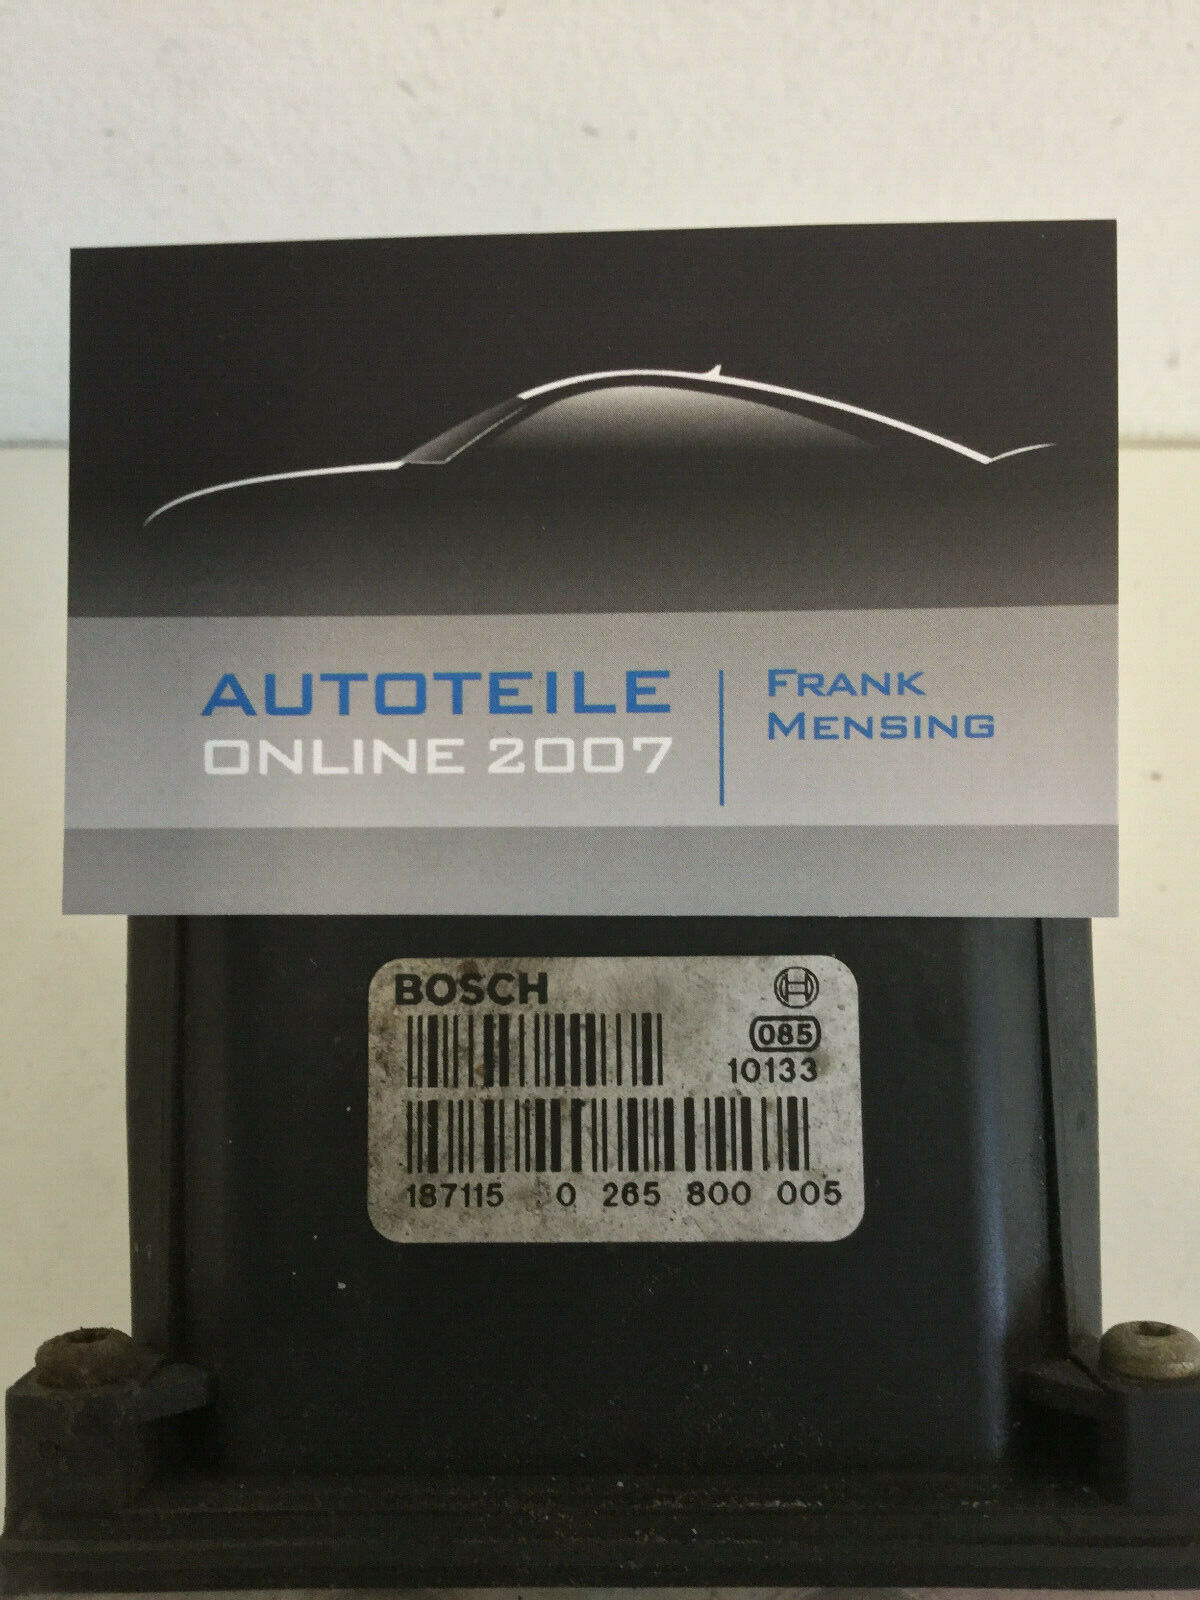 AUTOTEILE
ONLINE 2007
FRANK
MENSING
BOSCH
085
10133
187115 0 265 800 005